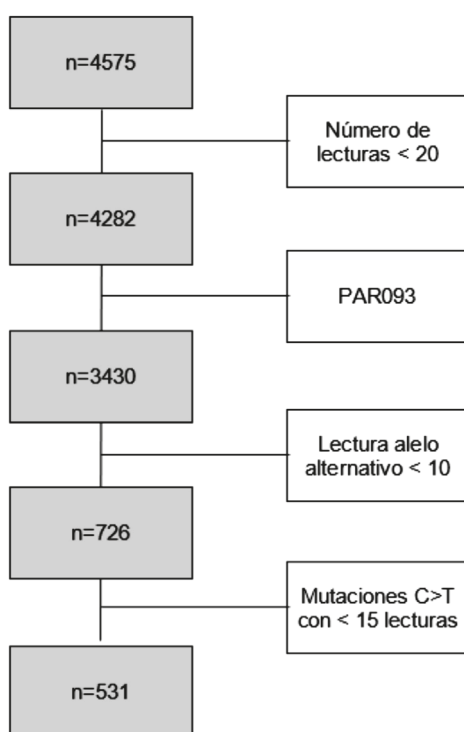 n=4575
Número de
lecturas < 20
n=4282
PAR093
n=3430
Lectura alelo
alternativo < 10
n=726
Mutaciones C>T
con < 15 lecturas
n=531